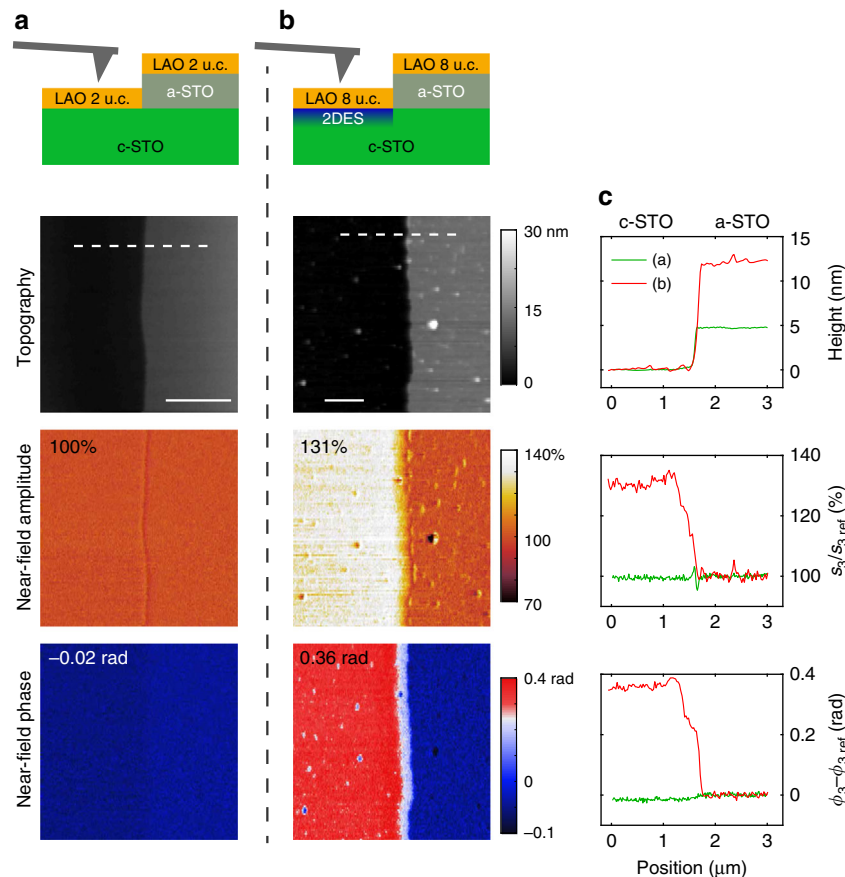 a
b
LAO 2 u.c.
LAO 2 u.c.
a-STO
c-STO
LAO 8 u.c.
LAO 8 u.c.
a-STO
2DES
c-STO
c
c-STO a-STO
Topography
30 nm
15
0
(a)
(b)
15
10
5
0
Height (nm)
0 1 2 3
Near-field amplitude
100%
131%
140%
100
70
140
120
100
s3/s3 ref (%)
0 1 2 3
Near-field phase
–0.02 rad
0.36 rad
0.4 rad
0
–0.1
0.4
0.2
0
ϕ3–ϕ3 ref (rad)
0 1 2 3
Position (μm)